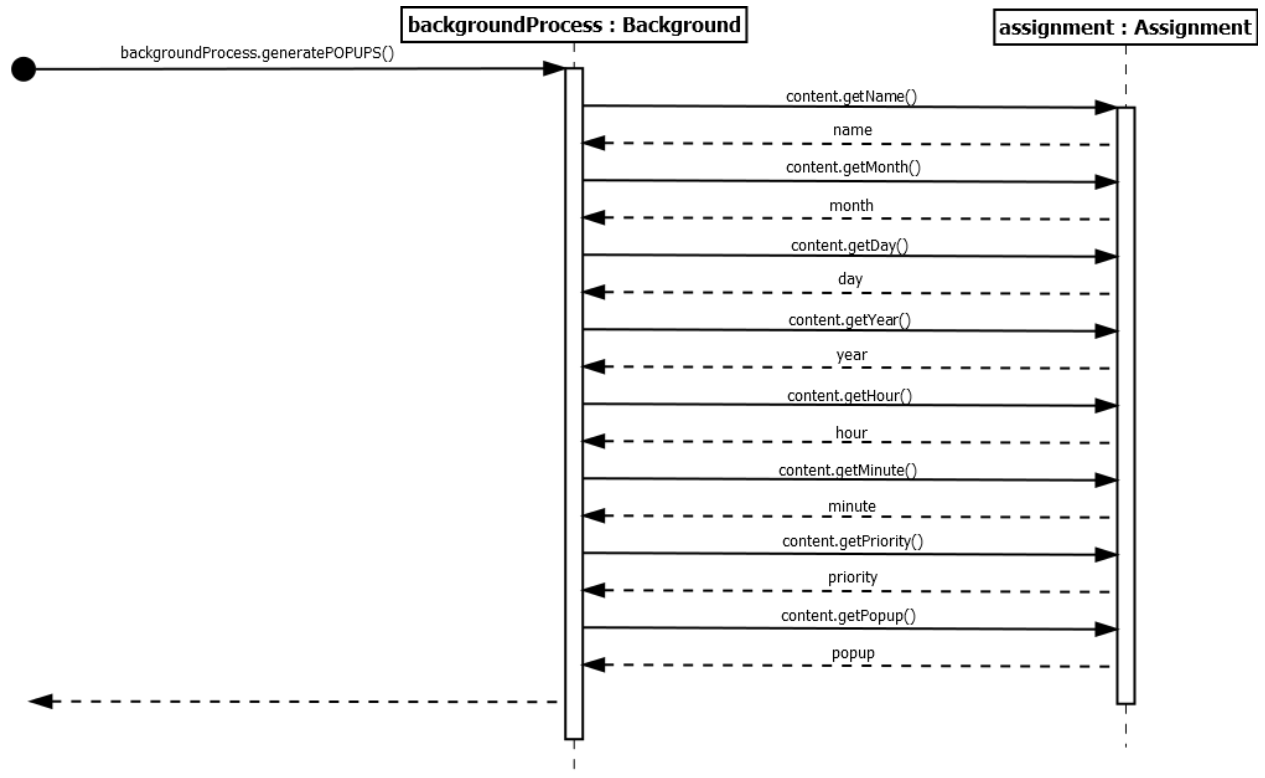 backgroundProcess : Background
assignment : Assignment
backgroundProcess.generatePOPUPS()
content.getName()
name
content.getMonth()
month
content.getDay()
day
content.getYear()
year
content.getHour()
hour
content.getMinute()
minute
content.getPriority()
priority
content.getPopup()
popup